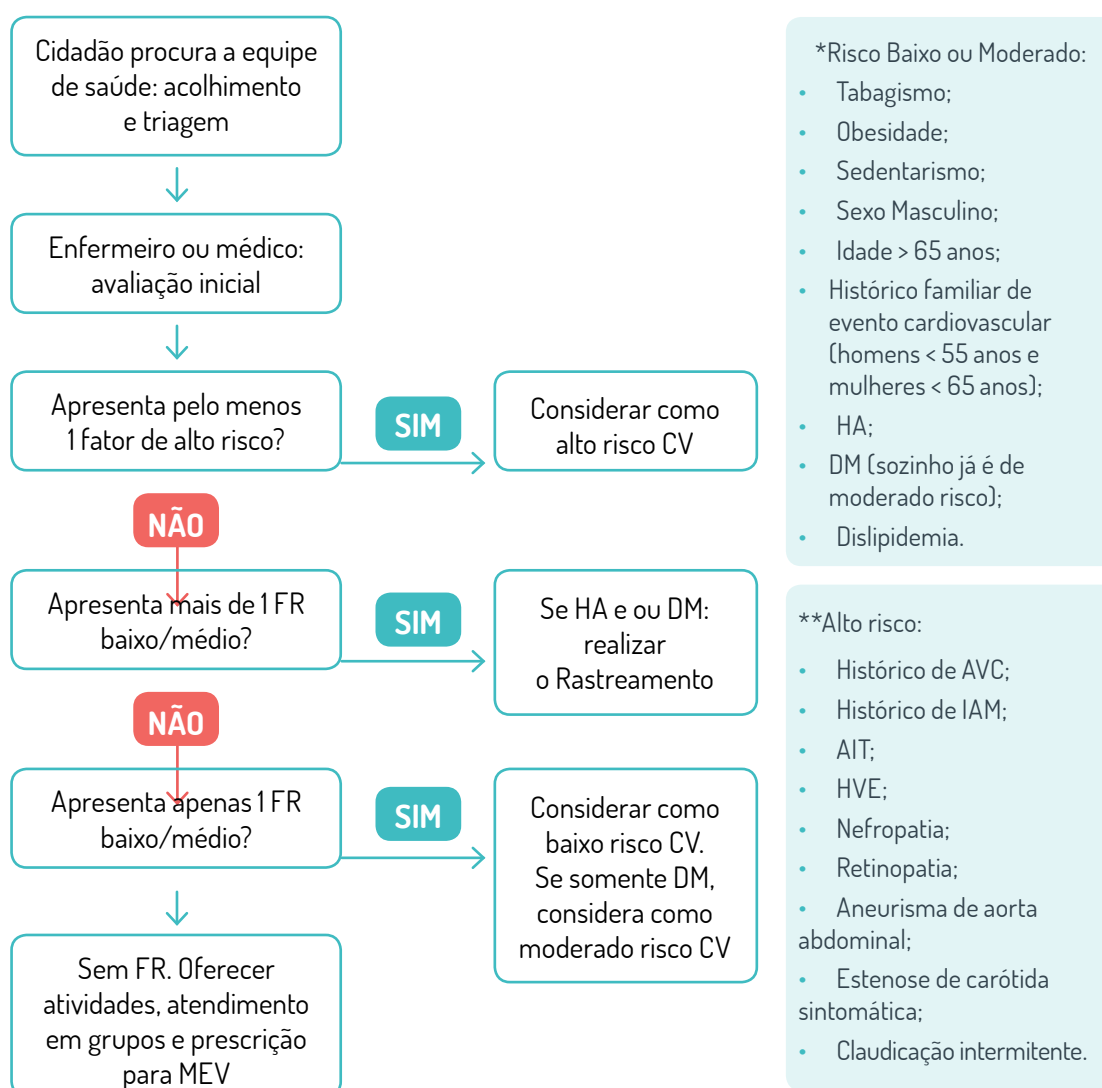 Cidadão procura a equipe
de saúde: acolhimento
e triagem
Enfermeiro ou médico:
avaliação inicial
Apresenta pelo menos
1 fator de alto risco?
SIM
Considerar como
alto risco CV
NÃO
Apresenta mais de 1 FR
baixo/médio?
SIM
Se HA e ou DM:
realizar
o Rastreamento
NÃO
Apresenta apenas 1 FR
baixo/médio?
SIM
Considerar como
baixo risco CV.
Se somente DM,
considera como
moderado risco CV
Sem FR. Oferecer
atividades, atendimento
em grupos e prescrição
para MEV
*Risco Baixo ou Moderado:
• Tabagismo;
• Obesidade;
• Sedentarismo;
• Sexo Masculino;
• Idade > 65 anos;
• Histórico familiar de
evento cardiovascular
(homens < 55 anos e
mulheres < 65 anos);
• HA;
• DM (sozinho já é de
moderado risco);
• Dislipidemia.
**Alto risco:
• Histórico de AVC;
• Histórico de IAM;
• AIT;
• HVE;
• Nefropatia;
• Retinopatia;
• Aneurisma de aorta
abdominal;
• Estenose de carótida
sintomática;
• Claudicação intermitente.